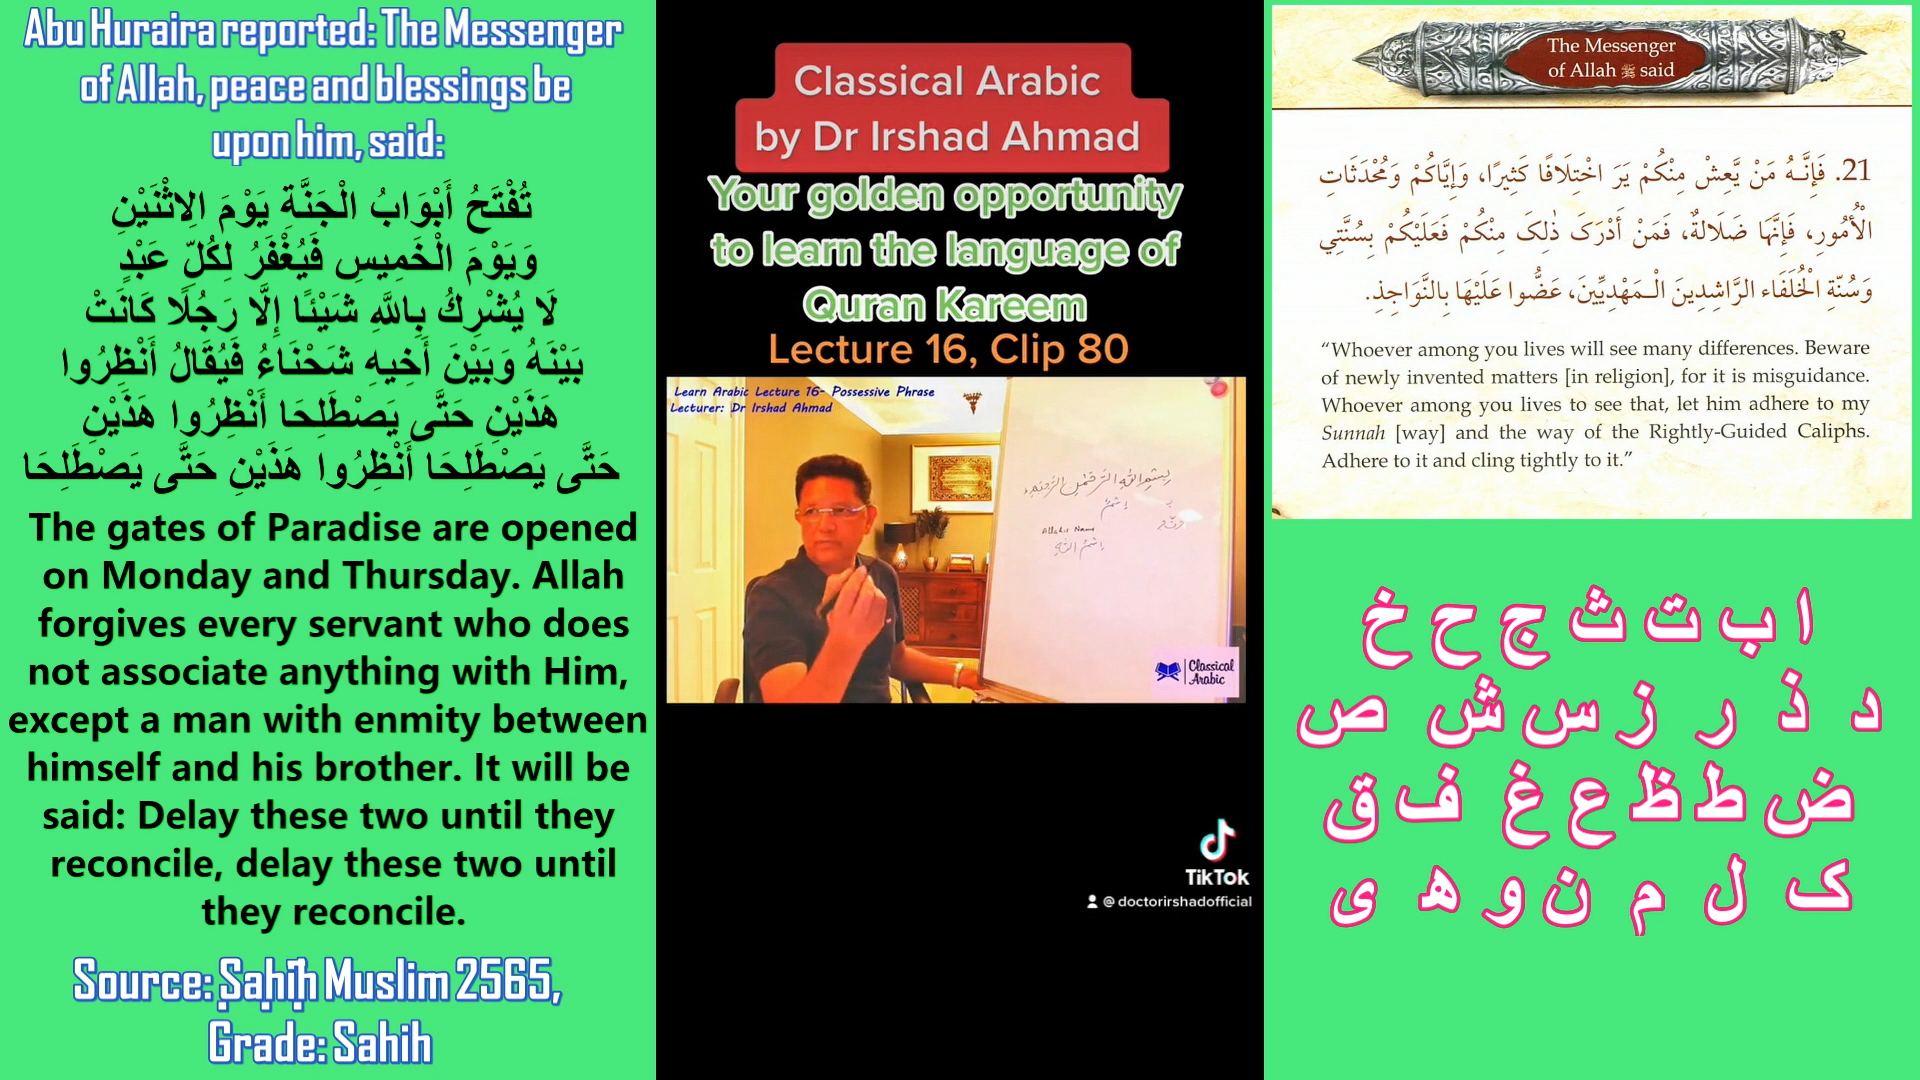 Abu Huraira reported: The Messenger
of Allah, peace and blessings be
upon him, said:
تُفْتَحُ أَبْوَابُ الْجَنَّةِ يَوْمَ الِاثْنَيْنِ
وَيَوْمَ الْخَمِيسِ فَيُغْفَرُ لِكُلِّ عَبْدٍ
لَا يُشْرِكُ بِاللَّهِ شَيْئًا إِلَّا رَجُلًا كَانَتْ
بَيْنَهُ وَبَيْنَ أَخِيهِ شَحْنَاءُ فَيُقَالُ أَنْظِرُوا
هَذَيْنِ حَتَّى يَصْطَلِحَا أَنْظِرُوا هَذَيْنِ
حَتَّى يَصْطَلِحَا أَنْظِرُوا هَذَيْنِ حَتَّى يَصْطَلِحَا
The gates of Paradise are opened
on Monday and Thursday. Allah
forgives every servant who does
not associate anything with Him,
except a man with enmity between
himself and his brother. It will be
said: Delay these two until they
reconcile, delay these two until
they reconcile.
Source: Ṣaḥīḥ Muslim 2565,
Grade: Sahih
Classical Arabic
by Dr Irshad Ahmad
Your golden opportunity
to learn the language of
Quran Kareem
Lecture 16, Clip 80
Learn Arabic Lecture 16- Possessive Phrase
Lecturer: Dr Irshad Ahmad
بِسْمِ اللّٰهِ الرَّحْمٰنِ الرَّحِيْمِ
ب
اِسْمُ
Allah's Name
اِسْمُ اللّٰهِ
Classical
Arabic
TikTok
@doctorirshadofficial
The Messenger
of Allah ﷺ said
21. فَإِنَّـهُ مَنْ يَّعِشْ مِنْكُمْ يَرَ اخْتِلَافًا كَثِيرًا، وَإِيَّاكُمْ وَمُحْدَثَاتِ
الْأُمُورِ، فَإِنَّهَا ضَلَالةٌ، فَمَنْ أَدْرَكَ ذٰلِكَ مِنْكُمْ فَعَلَيْكُمْ بِسُنَّتِي
وَسُنّةِ الْخُلَفَاء الرَّاشِدِينَ الْـمَهْدِيِّينَ، عَضُّوا عَلَيْهَا بِالنَّوَاجِذِ.
“Whoever among you lives will see many differences. Beware
of newly invented matters [in religion], for it is misguidance.
Whoever among you lives to see that, let him adhere to my
Sunnah [way] and the way of the Rightly-Guided Caliphs.
Adhere to it and cling tightly to it.”
ا ب ت ث ج ح خ
د ذ ر ز س ش ص
ض ط ظ ع غ ف ق
ک ل م ن و ھ ی